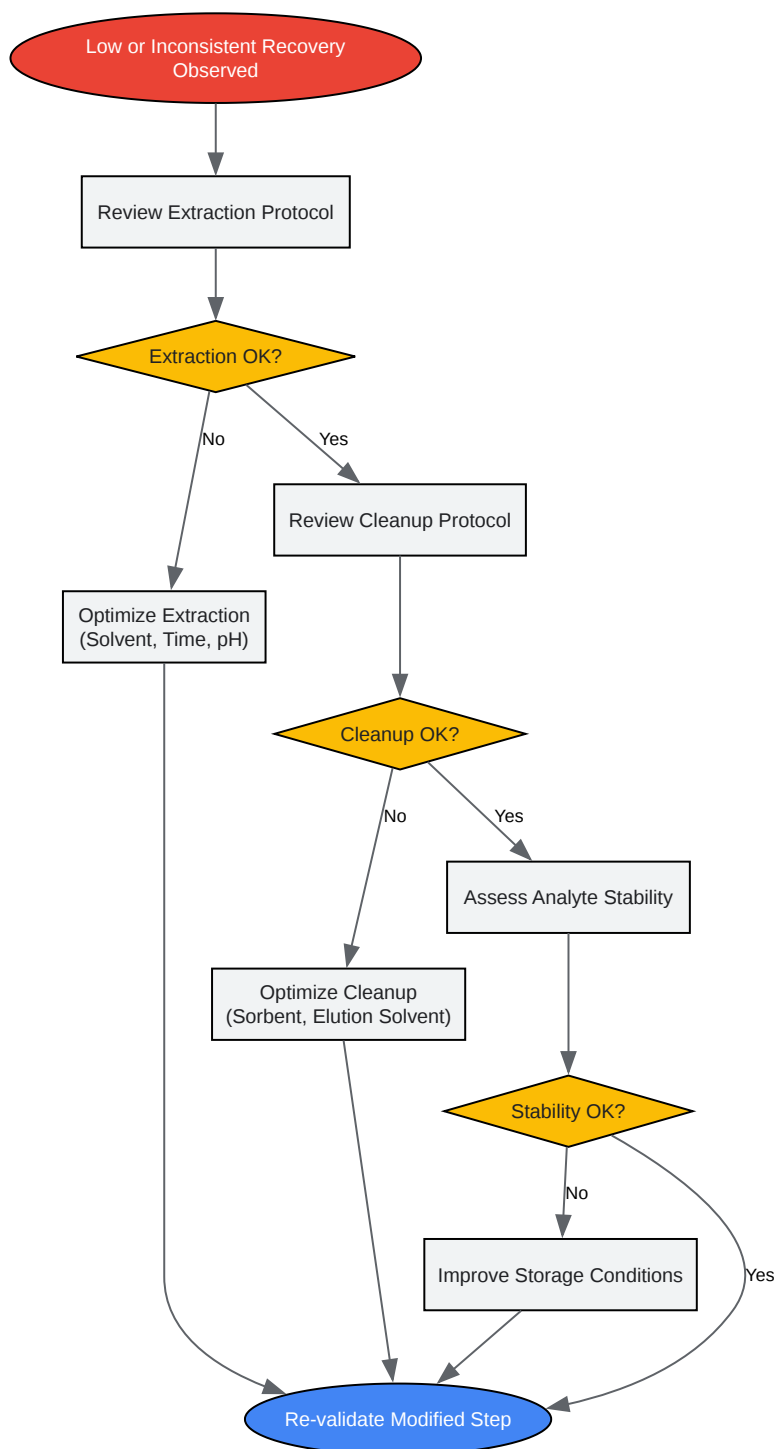 Low or Inconsistent Recovery
Observed
Review Extraction Protocol
Extraction OK?
No
Yes
Review Cleanup Protocol
Optimize Extraction
(Solvent, Time, pH)
Cleanup OK?
No
Yes
Assess Analyte Stability
Optimize Cleanup
(Sorbent, Elution Solvent)
Stability OK?
No
Improve Storage Conditions
Yes
Re-validate Modified Step